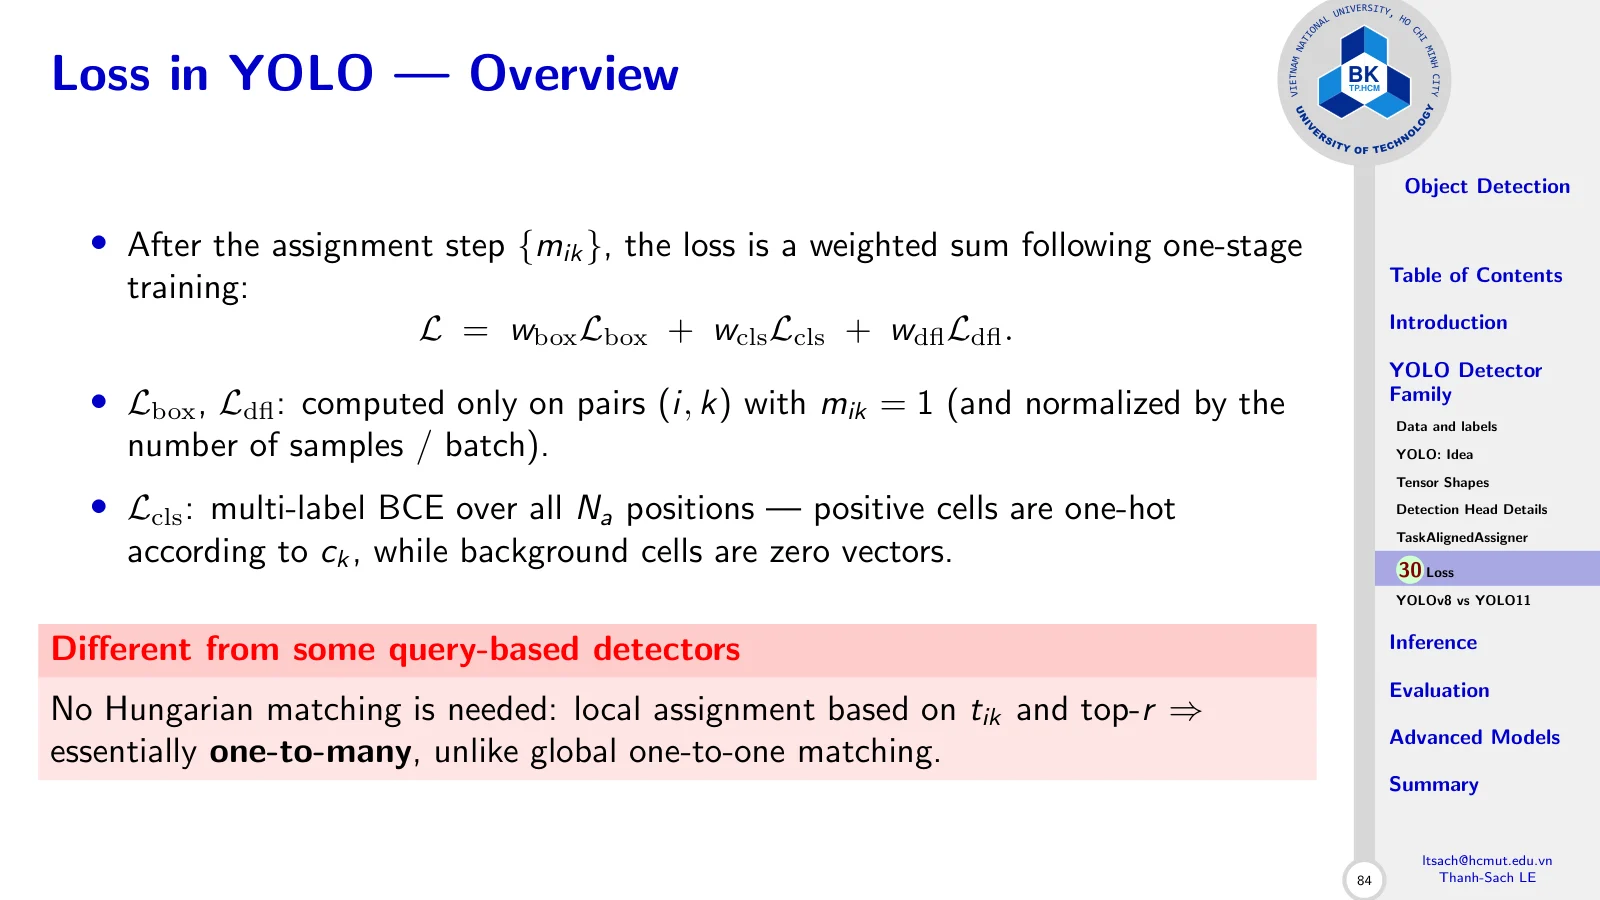 Loss in YOLO — Overview
• After the assignment step {m_ik}, the loss is a weighted sum following one-stage
training:
ℒ = w_box ℒ_box + w_cls ℒ_cls + w_dfl ℒ_dfl.
• ℒ_box, ℒ_dfl: computed only on pairs (i, k) with m_ik = 1 (and normalized by the
number of samples / batch).
• ℒ_cls: multi-label BCE over all N_a positions — positive cells are one-hot
according to c_k, while background cells are zero vectors.
Different from some query-based detectors
No Hungarian matching is needed: local assignment based on t_ik and top-r ⇒
essentially one-to-many, unlike global one-to-one matching.
VIETNAM NATIONAL UNIVERSITY, HO CHI MINH CITY
BK
TP.HCM
UNIVERSITY OF TECHNOLOGY
Object Detection
Table of Contents
Introduction
YOLO Detector
Family
Data and labels
YOLO: Idea
Tensor Shapes
Detection Head Details
TaskAlignedAssigner
30 Loss
YOLOv8 vs YOLO11
Inference
Evaluation
Advanced Models
Summary
ltsach@hcmut.edu.vn
Thanh-Sach LE
84